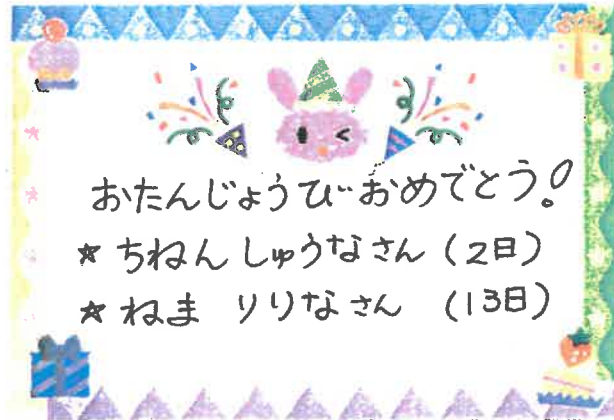 おたんじょうびおめでとう!
★ ちねん しゅうなさん (2日)
★ ねま りりなさん (13日)